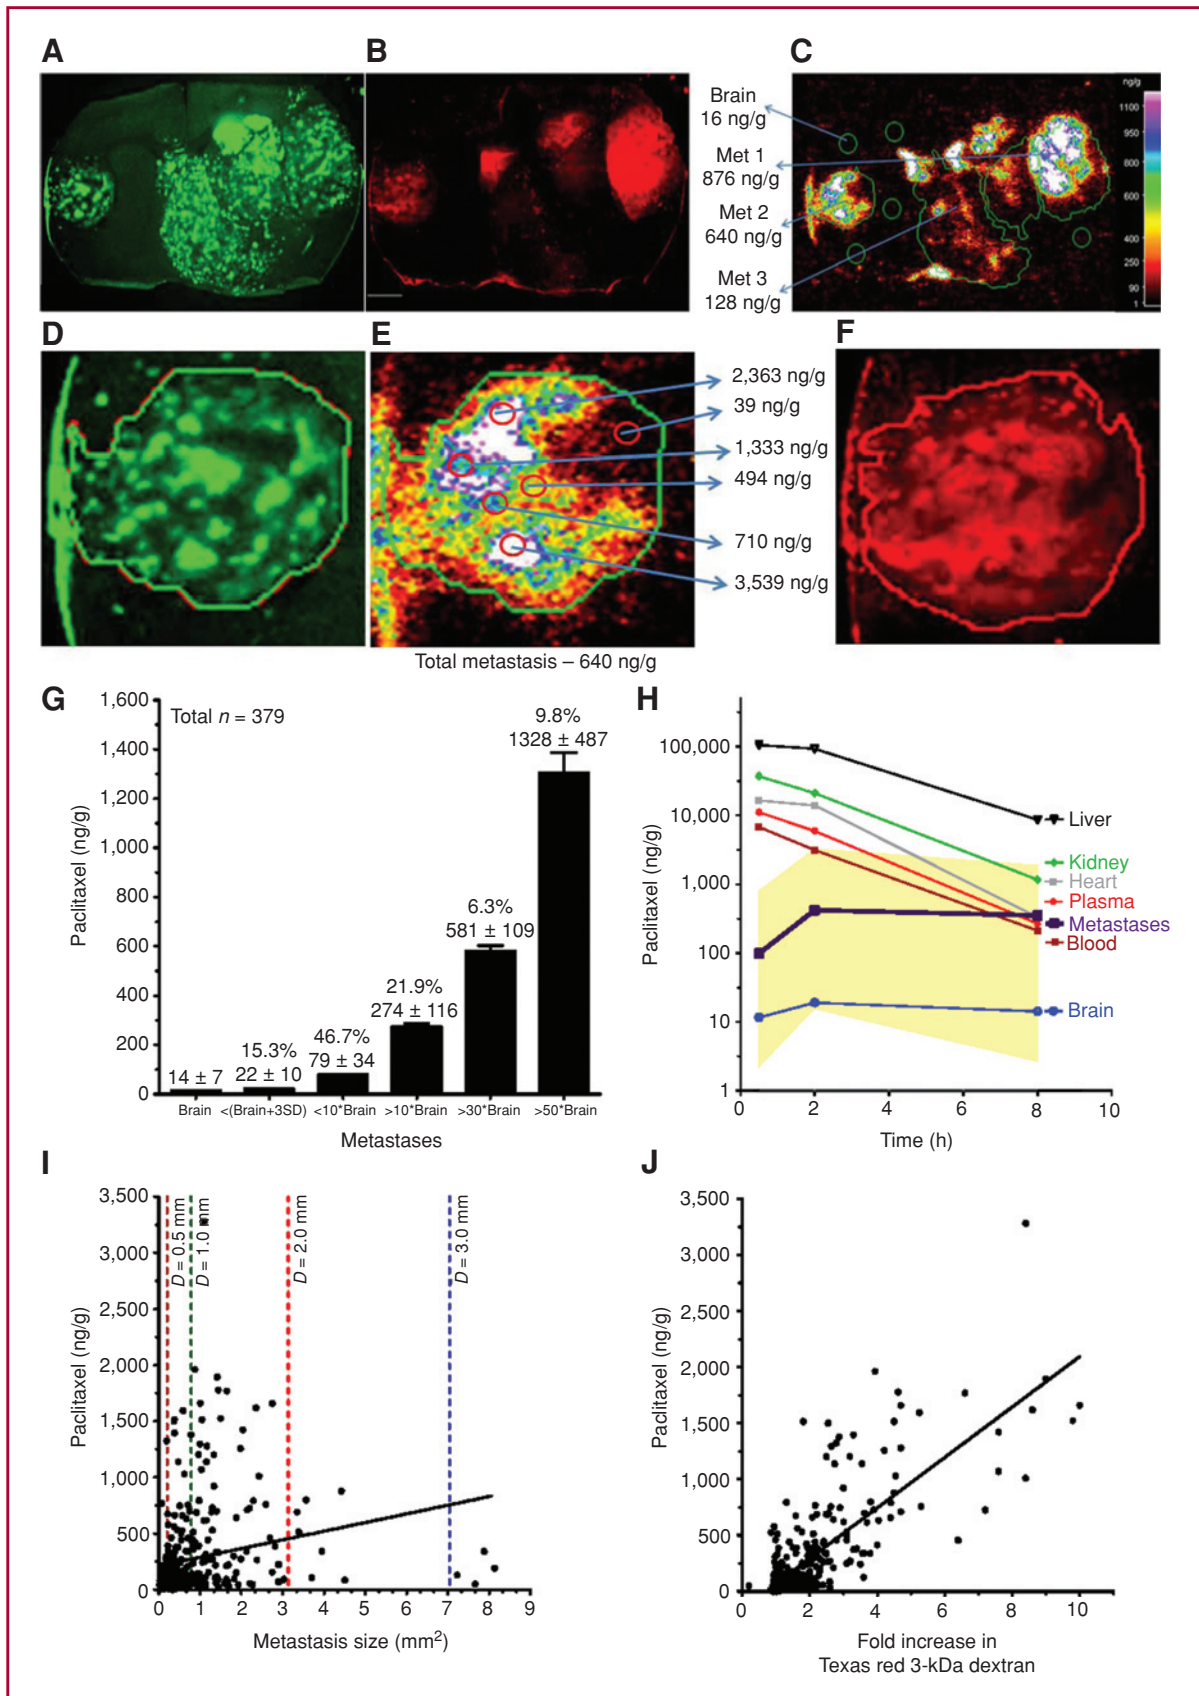 A
B
C
Brain
16 ng/g
Met 1
876 ng/g
Met 2
640 ng/g
Met 3
128 ng/g
ng/g
1100
950
800
600
400
250
90
1
D
E
F
2,363 ng/g
39 ng/g
1,333 ng/g
494 ng/g
710 ng/g
3,539 ng/g
Total metastasis – 640 ng/g
G
Total n = 379
Paclitaxel (ng/g)
1,600
1,400
1,200
1,000
800
600
400
200
0
14 ± 7
15.3%
22 ± 10
46.7%
79 ± 34
21.9%
274 ± 116
6.3%
581 ± 109
9.8%
1328 ± 487
Brain
<(Brain+3SD)
<10*Brain
>10*Brain
>30*Brain
>50*Brain
Metastases
H
Paclitaxel (ng/g)
100,000
10,000
1,000
100
10
1
0 2 4 6 8 10
Time (h)
Liver
Kidney
Heart
Plasma
Metastases
Blood
Brain
I
Paclitaxel (ng/g)
3,500
3,000
2,500
2,000
1,500
1,000
500
0
D = 0.5 mm
D = 1.0 mm
D = 2.0 mm
D = 3.0 mm
0 1 2 3 4 5 6 7 8 9
Metastasis size (mm²)
J
Paclitaxel (ng/g)
3,500
3,000
2,500
2,000
1,500
1,000
500
0
0 2 4 6 8 10
Fold increase in
Texas red 3-kDa dextran